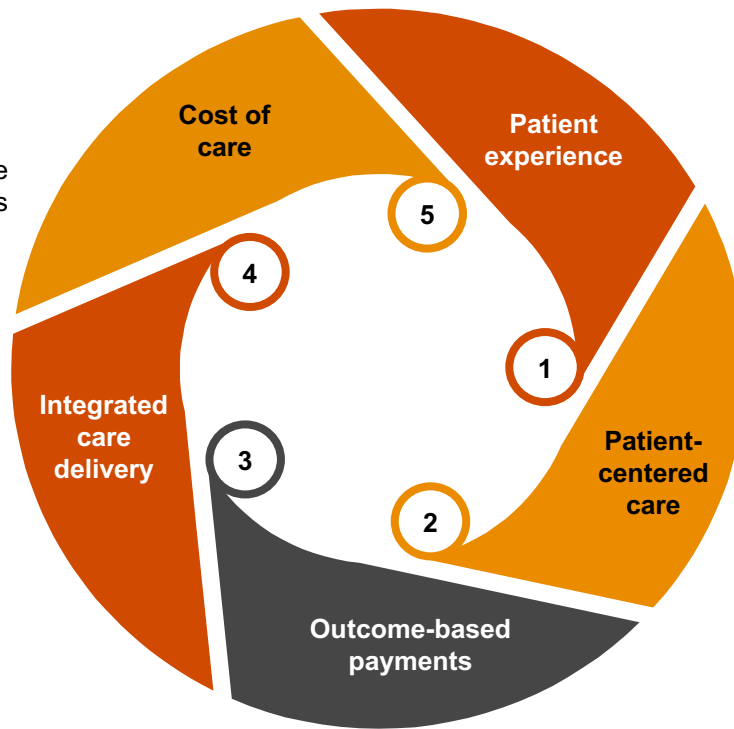 Cost of
care
Patient
experience
e
s
5
4
1
Integrated
care
delivery
3
Patient-
centered
care
2
Outcome-based
payments